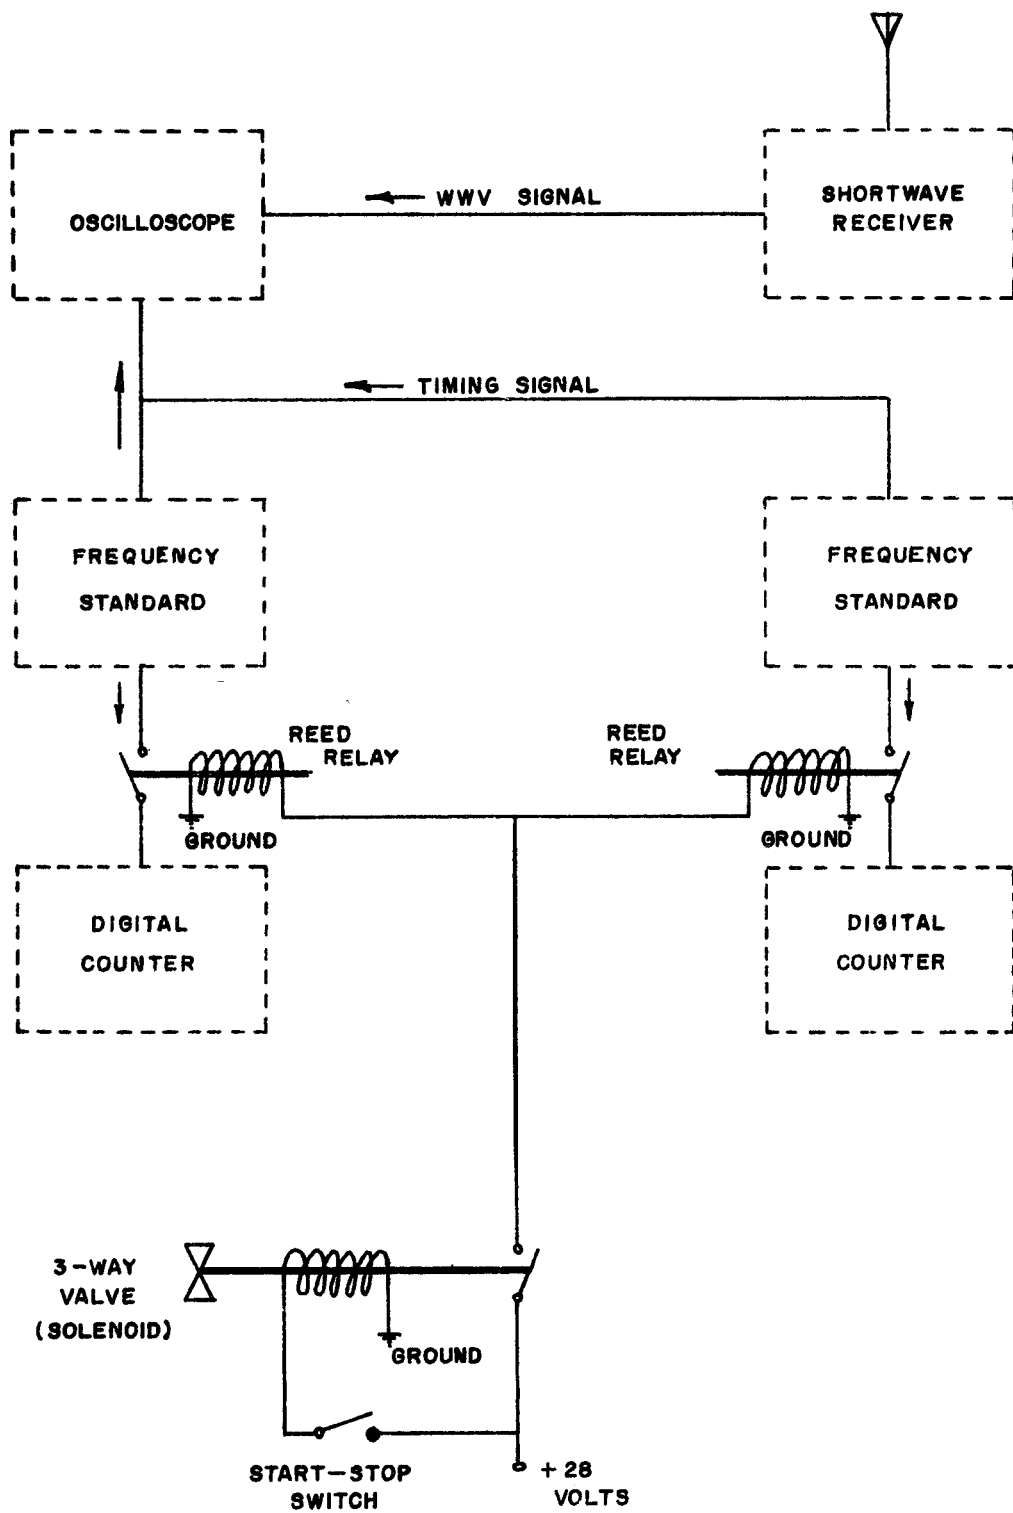 SHORTWAVE
RECEIVER
OSCILLOSCOPE
WWV SIGNAL
TIMING SIGNAL
FREQUENCY
STANDARD
FREQUENCY
STANDARD
REED
RELAY
REED
RELAY
GROUND
GROUND
DIGITAL
COUNTER
DIGITAL
COUNTER
3-WAY
VALVE
(SOLENOID)
GROUND
START-STOP
SWITCH
+28
VOLTS